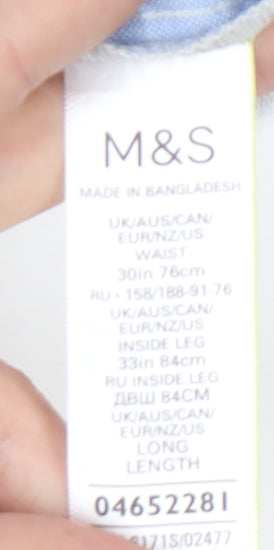 M&S
MADE IN BANGLADESH
UK/AUS/CAN/
EUR/NZ/US
WAIST
30in 76cm
RU - 158/188-91-76
UK/AUS/CAN/
EUR/NZ/US
INSIDE LEG
33in 84cm
RU INSIDE LEG
ДВШ 84CM
UK/AUS/CAN/
EUR/NZ/US
LONG
LENGTH
04652281
6171S/02477